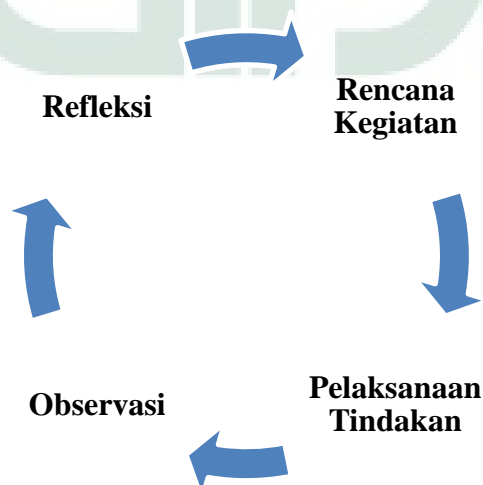 Refleksi
Rencana
Kegiatan
Observasi
Pelaksanaan
Tindakan